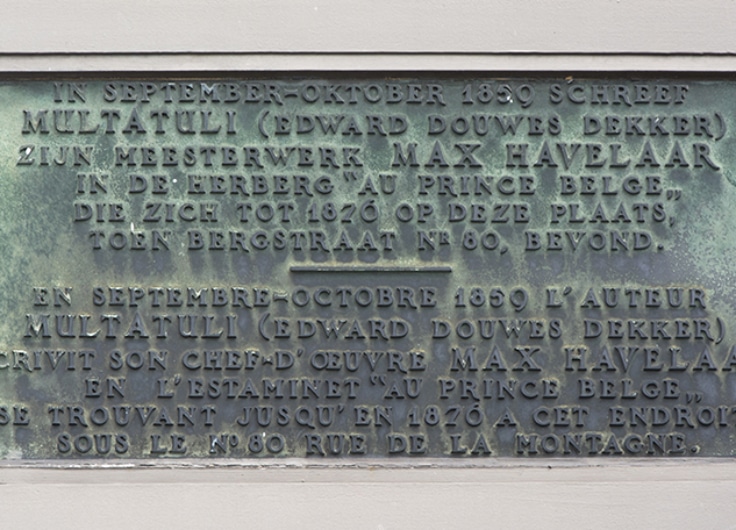 IN SEPTEMBER-OKTOBER 1859 SCHREEF
MULTATULI (EDWARD DOUWES DEKKER)
ZIJN MEESTERWERK MAX HAVELAAR
IN DE HERBERG "AU PRINCE BELGE„
DIE ZICH TOT 1876 OP DEZE PLAATS,
TOEN BERGSTRAAT NR 80, BEVOND.
EN SEPTEMBRE-OCTOBRE 1859 L'AUTEUR
MULTATULI (EDWARD DOUWES DEKKER)
CRIVIT SON CHEF-D'ŒUVRE MAX HAVELAA
EN L'ESTAMINET "AU PRINCE BELGE„
SE TROUVANT JUSQU'EN 1876 A CET ENDROIT
SOUS LE No 80 RUE DE LA MONTAGNE.